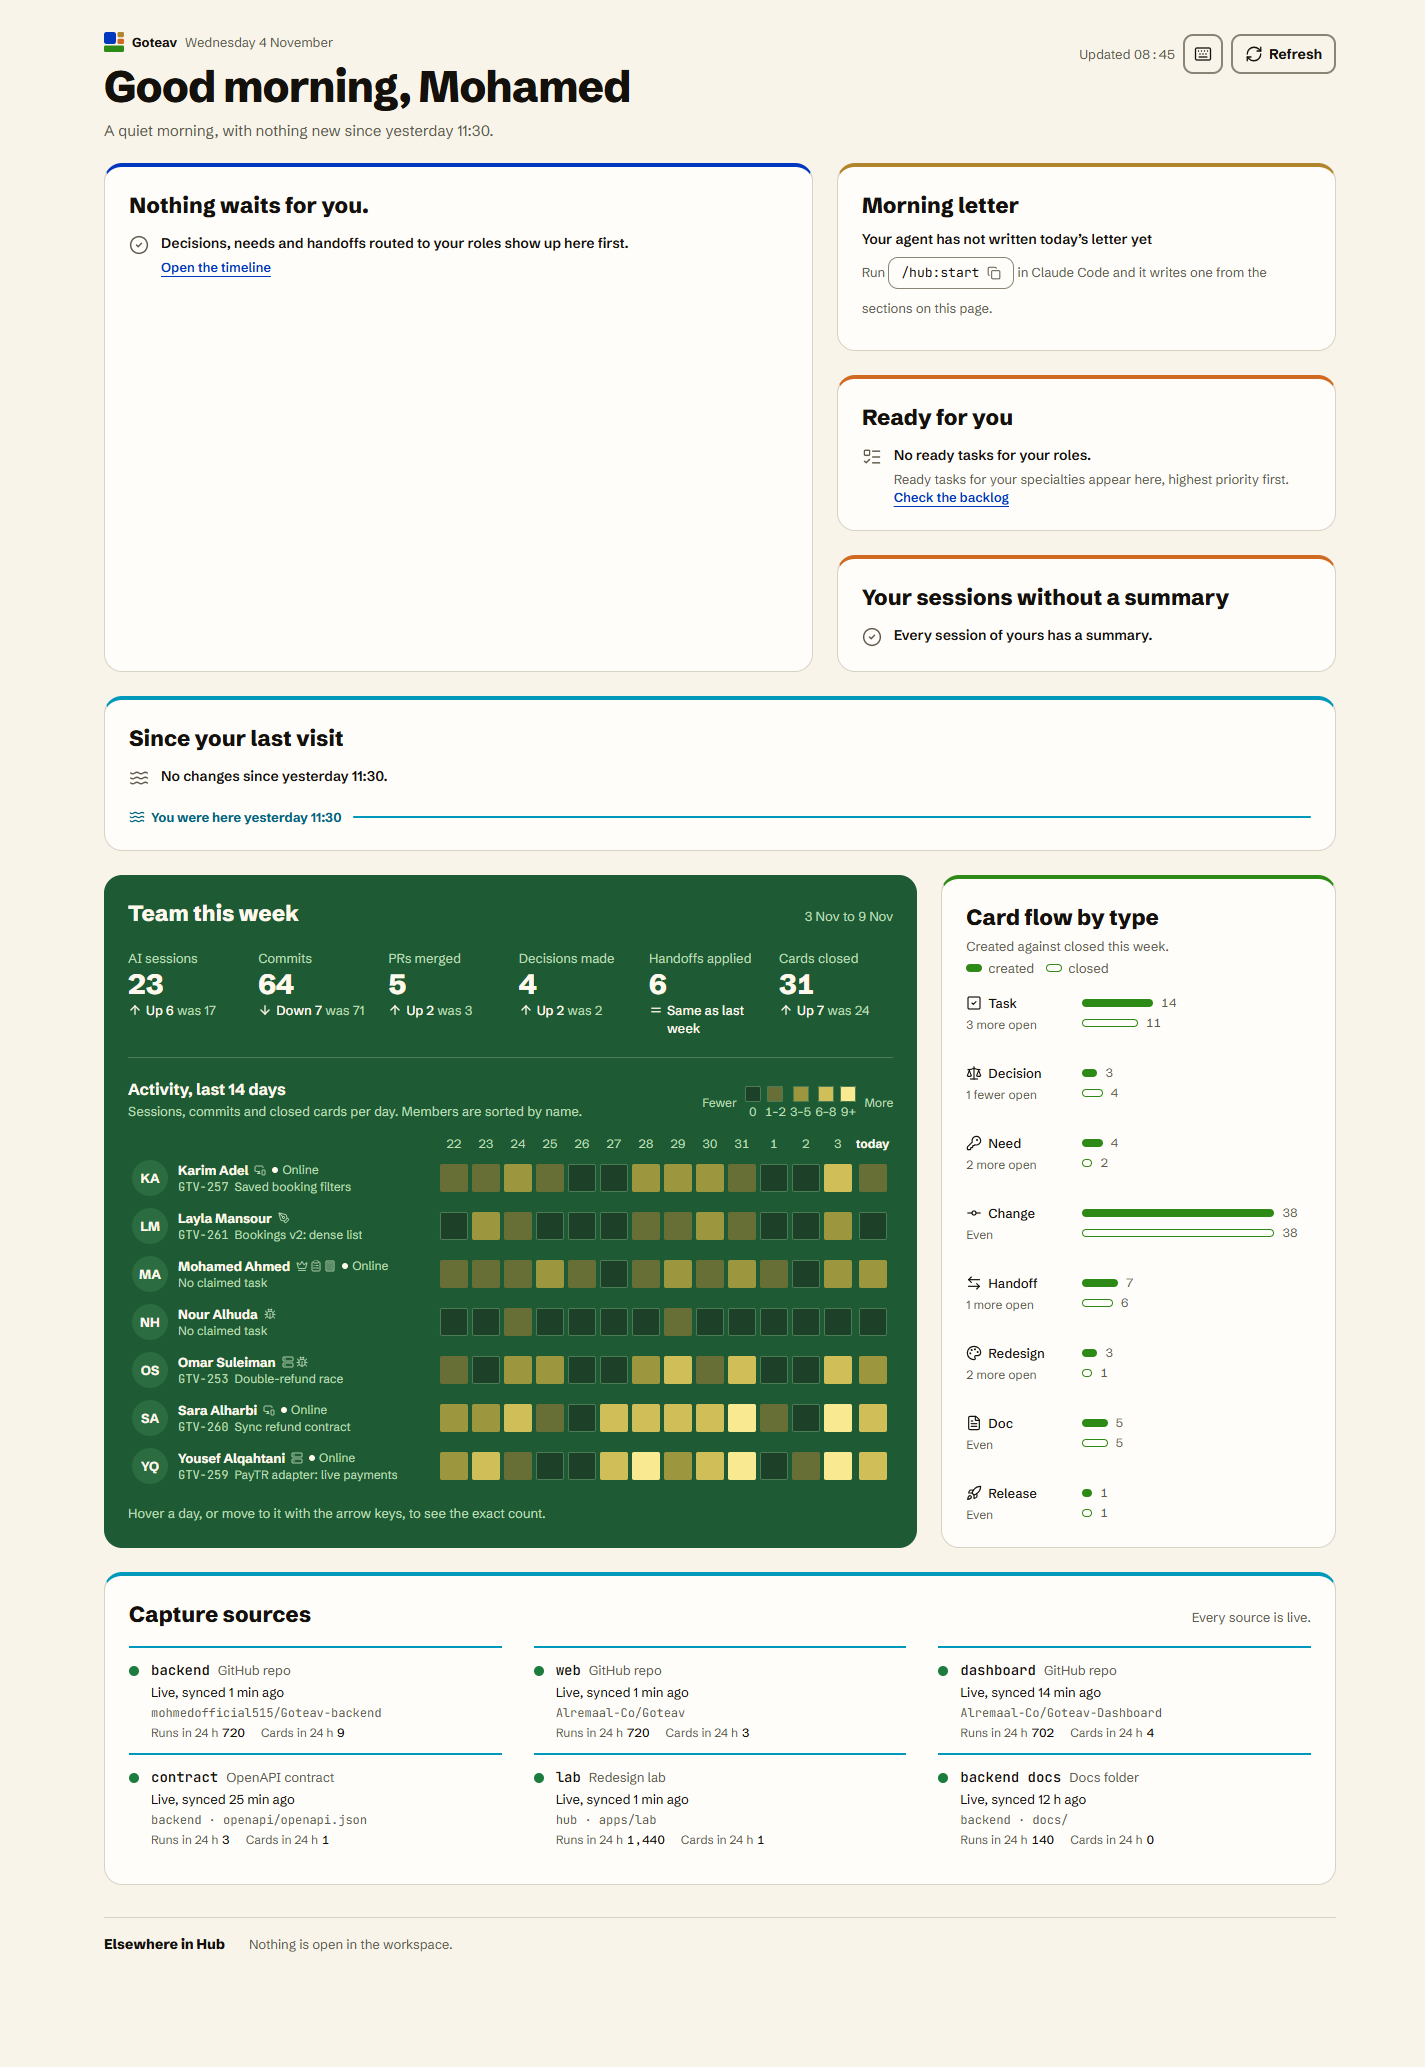 Goteav Wednesday 4 November
Updated 08:45
Refresh
Good morning, Mohamed
A quiet morning, with nothing new since yesterday 11:30.
Nothing waits for you.
Decisions, needs and handoffs routed to your roles show up here first.
Open the timeline
Morning letter
Your agent has not written today’s letter yet
Run /hub:start in Claude Code and it writes one from the
sections on this page.
Ready for you
No ready tasks for your roles.
Ready tasks for your specialties appear here, highest priority first.
Check the backlog
Your sessions without a summary
Every session of yours has a summary.
Since your last visit
No changes since yesterday 11:30.
You were here yesterday 11:30
Team this week
3 Nov to 9 Nov
AI sessions
23
Up 6 was 17
Commits
64
Down 7 was 71
PRs merged
5
Up 2 was 3
Decisions made
4
Up 2 was 2
Handoffs applied
6
= Same as last
week
Cards closed
31
Up 7 was 24
Activity, last 14 days
Sessions, commits and closed cards per day. Members are sorted by name.
Fewer 0 1–2 3–5 6–8 9+ More
22 23 24 25 26 27 28 29 30 31 1 2 3 today
KA Karim Adel Online
GTV-257 Saved booking filters
LM Layla Mansour
GTV-261 Bookings v2: dense list
MA Mohamed Ahmed Online
No claimed task
NH Nour Alhuda
No claimed task
OS Omar Suleiman
GTV-253 Double-refund race
SA Sara Alharbi Online
GTV-260 Sync refund contract
YQ Yousef Alqahtani Online
GTV-259 PayTR adapter: live payments
Hover a day, or move to it with the arrow keys, to see the exact count.
Card flow by type
Created against closed this week.
created closed
Task 14
3 more open 11
Decision 3
1 fewer open 4
Need 4
2 more open 2
Change 38
Even 38
Handoff 7
1 more open 6
Redesign 3
2 more open 1
Doc 5
Even 5
Release 1
Even 1
Capture sources
Every source is live.
backend GitHub repo
Live, synced 1 min ago
mohmedofficial515/Goteav-backend
Runs in 24 h 720 Cards in 24 h 9
web GitHub repo
Live, synced 1 min ago
Alremaal-Co/Goteav
Runs in 24 h 720 Cards in 24 h 3
dashboard GitHub repo
Live, synced 14 min ago
Alremaal-Co/Goteav-Dashboard
Runs in 24 h 702 Cards in 24 h 4
contract OpenAPI contract
Live, synced 25 min ago
backend · openapi/openapi.json
Runs in 24 h 3 Cards in 24 h 1
lab Redesign lab
Live, synced 1 min ago
hub · apps/lab
Runs in 24 h 1,440 Cards in 24 h 1
backend docs Docs folder
Live, synced 12 h ago
backend · docs/
Runs in 24 h 140 Cards in 24 h 0
Elsewhere in Hub Nothing is open in the workspace.